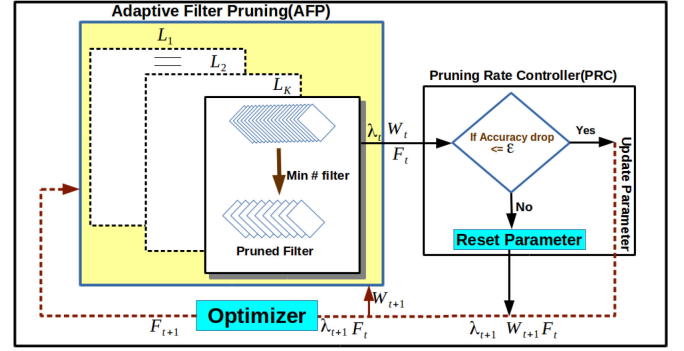 Adaptive Filter Pruning(AFP)
L₁
L₂
L_K
Min # filter
Pruned Filter
λₜ Wₜ
Fₜ
Pruning Rate Controller(PRC)
If Accuracy drop
<= ε
Yes
No
Reset Parameter
Update Parameter
Wₜ₊₁
Fₜ₊₁
Optimizer
λₜ₊₁ Fₜ
λₜ₊₁ Wₜ₊₁ Fₜ